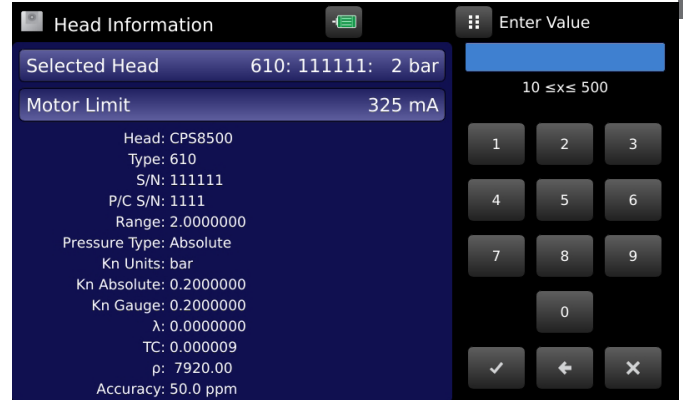 Head Information
Selected Head 610: 111111: 2 bar
Motor Limit 325 mA
Head: CPS8500
Type: 610
S/N: 111111
P/C S/N: 1111
Range: 2.0000000
Pressure Type: Absolute
Kn Units: bar
Kn Absolute: 0.2000000
Kn Gauge: 0.2000000
λ: 0.0000000
TC: 0.000009
ρ: 7920.00
Accuracy: 50.0 ppm
Enter Value
10 ≤x≤ 500
1 2 3
4 5 6
7 8 9
0